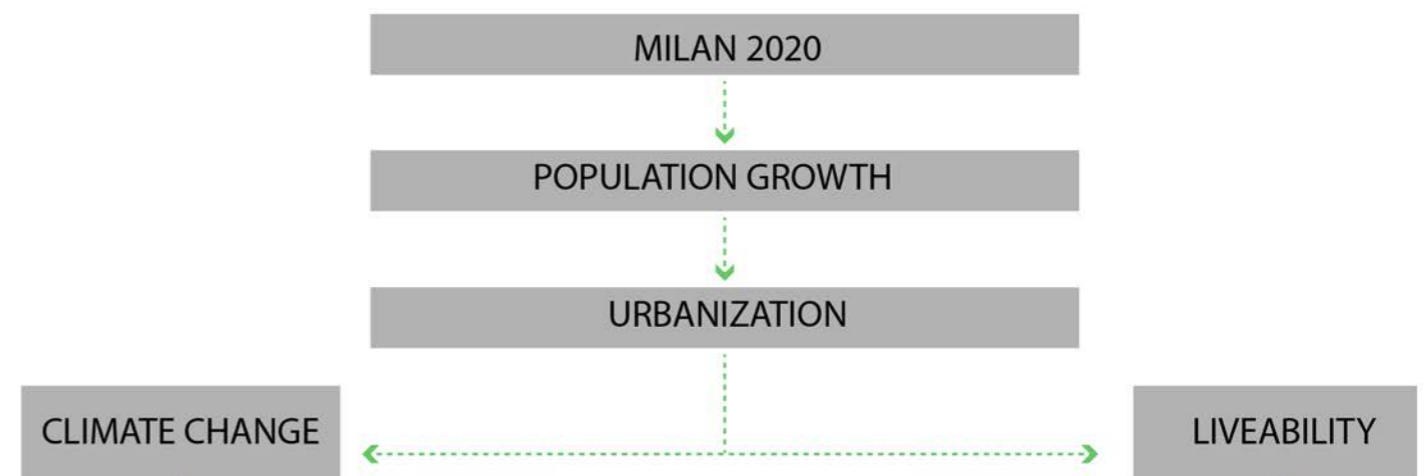 MILAN 2020
POPULATION GROWTH
URBANIZATION
CLIMATE CHANGE
LIVEABILITY